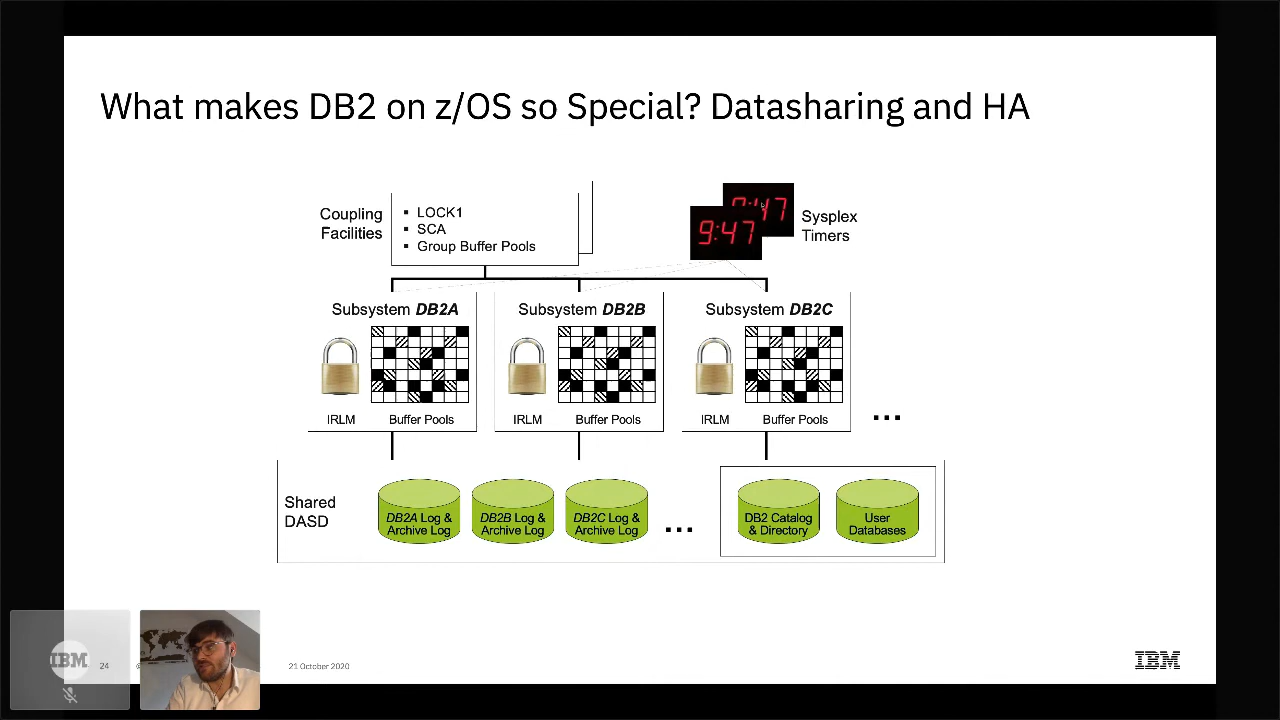 What makes DB2 on z/OS so Special? Datasharing and HA
Coupling
Facilities
▪ LOCK1
▪ SCA
▪ Group Buffer Pools
9:47
9:47
Sysplex
Timers
Subsystem DB2A
IRLM
Buffer Pools
Subsystem DB2B
IRLM
Buffer Pools
Subsystem DB2C
IRLM
Buffer Pools
...
Shared
DASD
DB2A Log &
Archive Log
DB2B Log &
Archive Log
DB2C Log &
Archive Log
...
DB2 Catalog
& Directory
User
Databases
IBM
24
21 October 2020
IBM